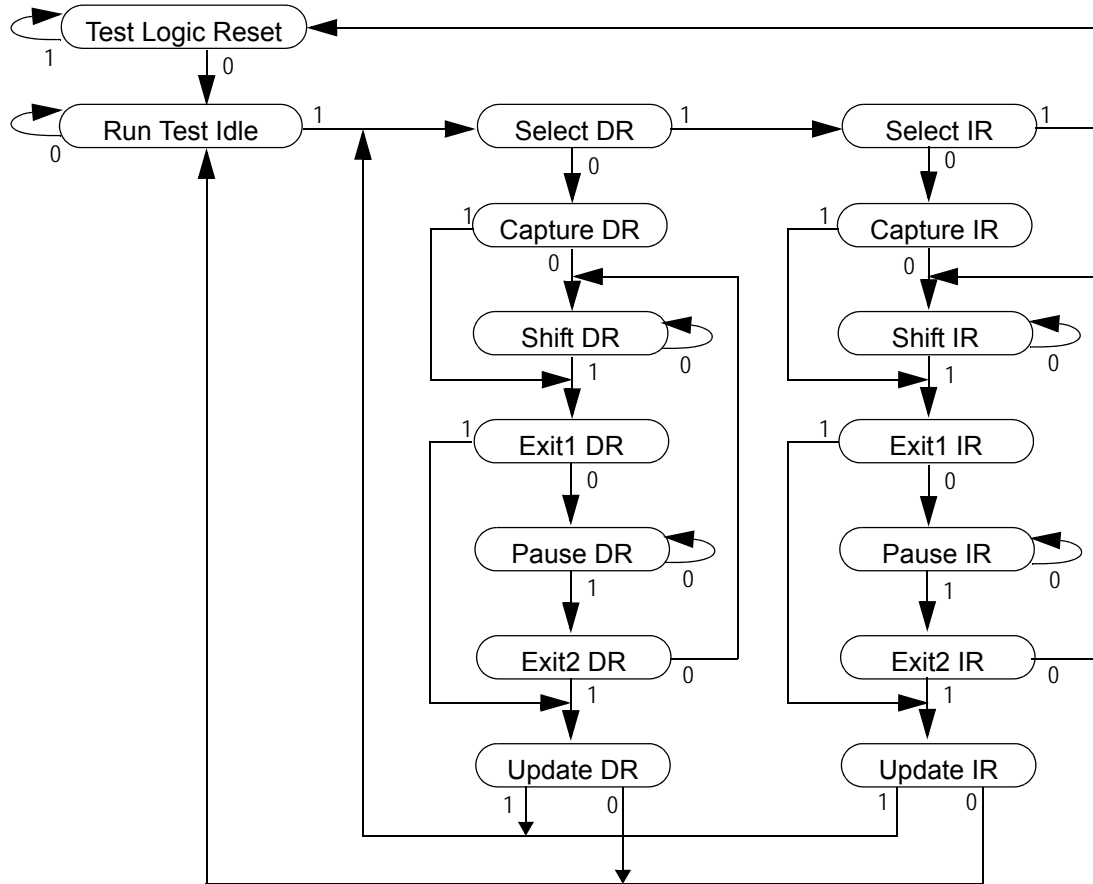 Test Logic Reset
1
0
Run Test Idle
1
Select DR
1
Select IR
1
0
0
0
1
Capture DR
1
Capture IR
0
0
Shift DR
Shift IR
0
0
1
1
1
Exit1 DR
1
Exit1 IR
0
0
Pause DR
Pause IR
0
0
1
1
Exit2 DR
Exit2 IR
0
0
1
1
Update DR
Update IR
1
0
1
0